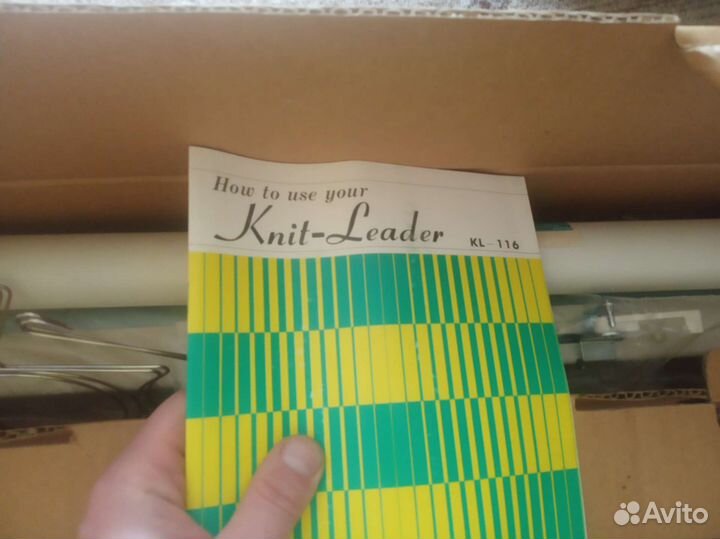 How to use your
Knit-Leader
KL-116
Avito